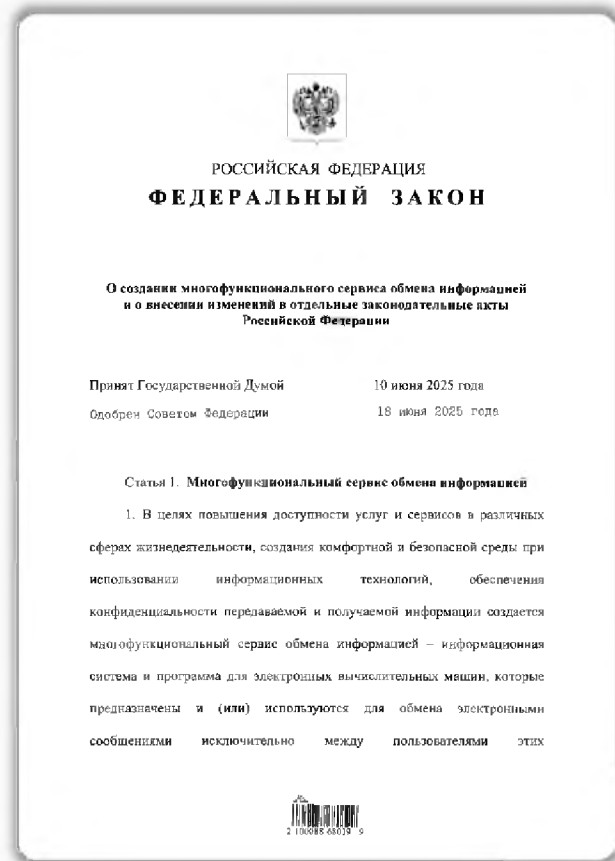 РОССИЙСКАЯ ФЕДЕРАЦИЯ
ФЕДЕРАЛЬНЫЙ ЗАКОН
О создании многофункционального сервиса обмена информацией
и о внесении изменений в отдельные законодательные акты
Российской Федерации
Принят Государственной Думой 10 июня 2025 года
Одобрен Советом Федерации 18 июня 2025 года
Статья 1. Многофункциональный сервис обмена информацией
1. В целях повышения доступности услуг и сервисов в различных
сферах жизнедеятельности, создания комфортной и безопасной среды при
использовании информационных технологий, обеспечения
конфиденциальности передаваемой и получаемой информации создается
многофункциональный сервис обмена информацией – информационная
система и программа для электронных вычислительных машин, которые
предназначены и (или) используются для обмена электронными
сообщениями исключительно между пользователями этих
2 100088 68019 9